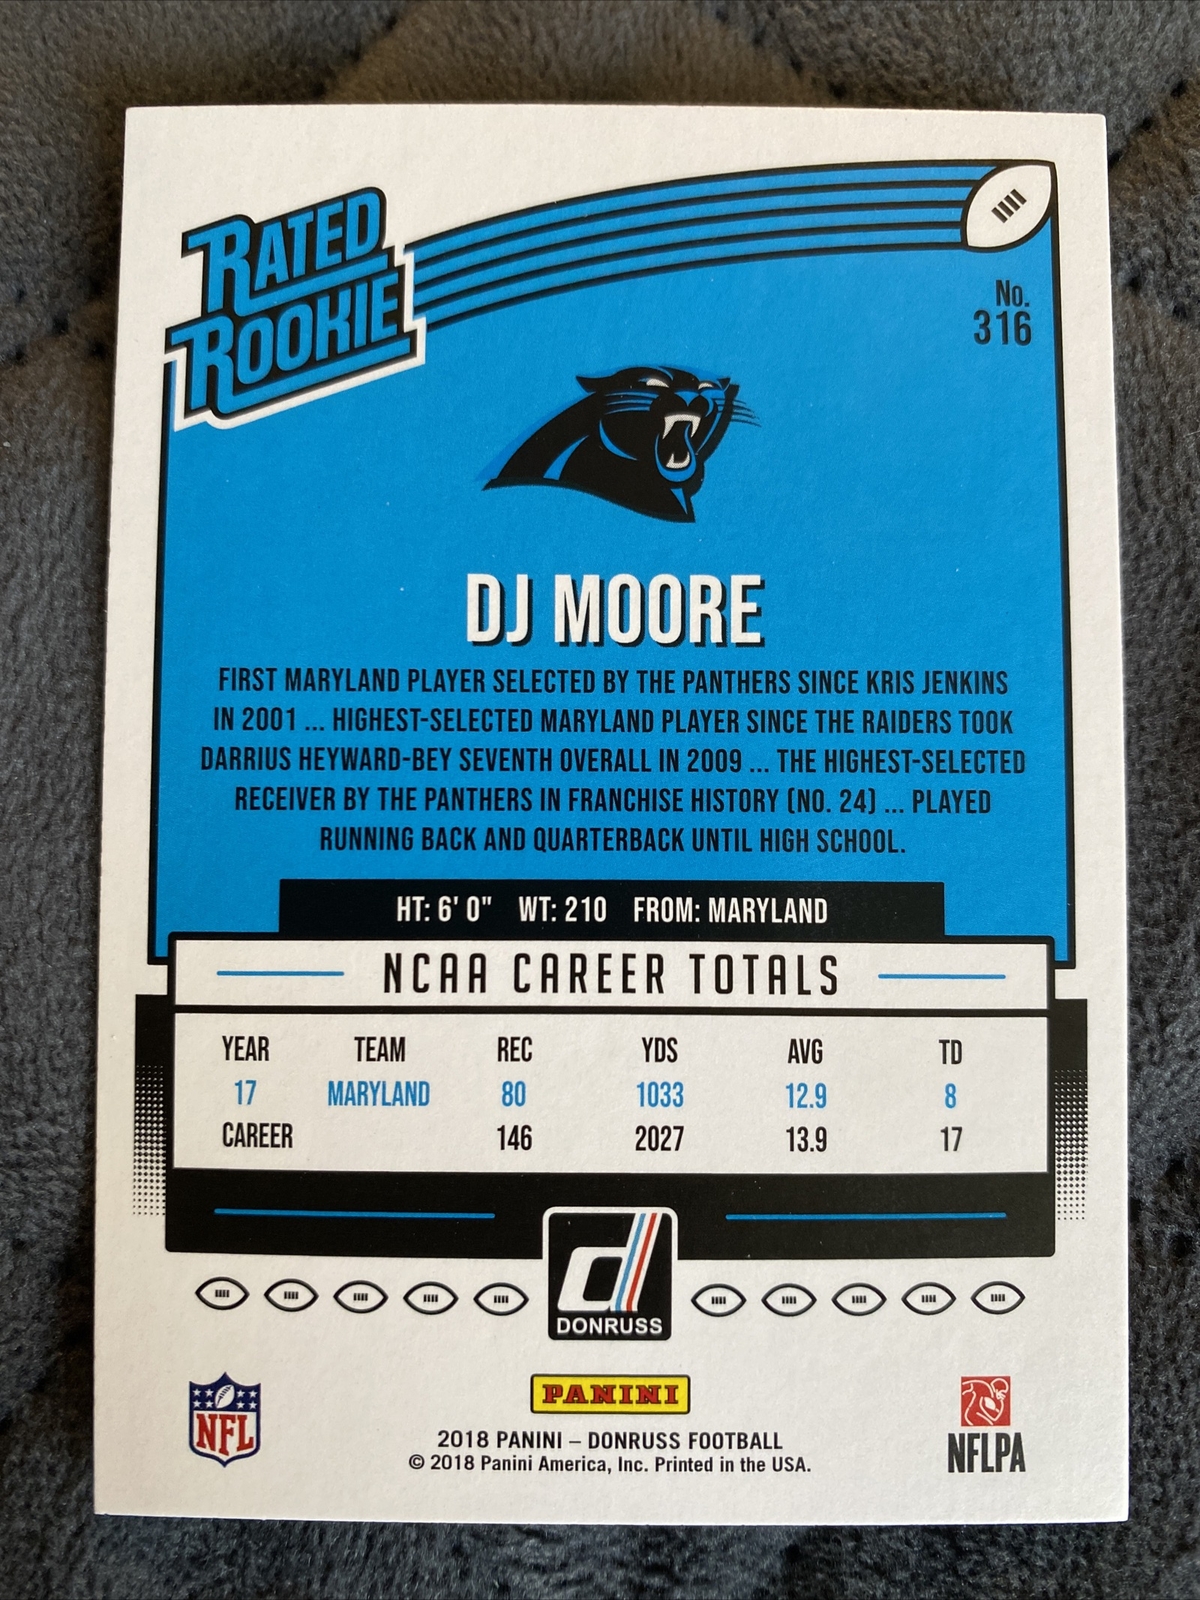 RATED
ROOKIE
No.
316
DJ MOORE
FIRST MARYLAND PLAYER SELECTED BY THE PANTHERS SINCE KRIS JENKINS
IN 2001 ... HIGHEST-SELECTED MARYLAND PLAYER SINCE THE RAIDERS TOOK
DARRIUS HEYWARD-BEY SEVENTH OVERALL IN 2009 ... THE HIGHEST-SELECTED
RECEIVER BY THE PANTHERS IN FRANCHISE HISTORY (NO. 24) ... PLAYED
RUNNING BACK AND QUARTERBACK UNTIL HIGH SCHOOL.
HT: 6' 0" WT: 210 FROM: MARYLAND
NCAA CAREER TOTALS
YEAR TEAM REC YDS AVG TD
17 MARYLAND 80 1033 12.9 8
CAREER 146 2027 13.9 17
d
DONRUSS
NFL
PANINI
NFLPA
2018 PANINI – DONRUSS FOOTBALL
© 2018 Panini America, Inc. Printed in the USA.